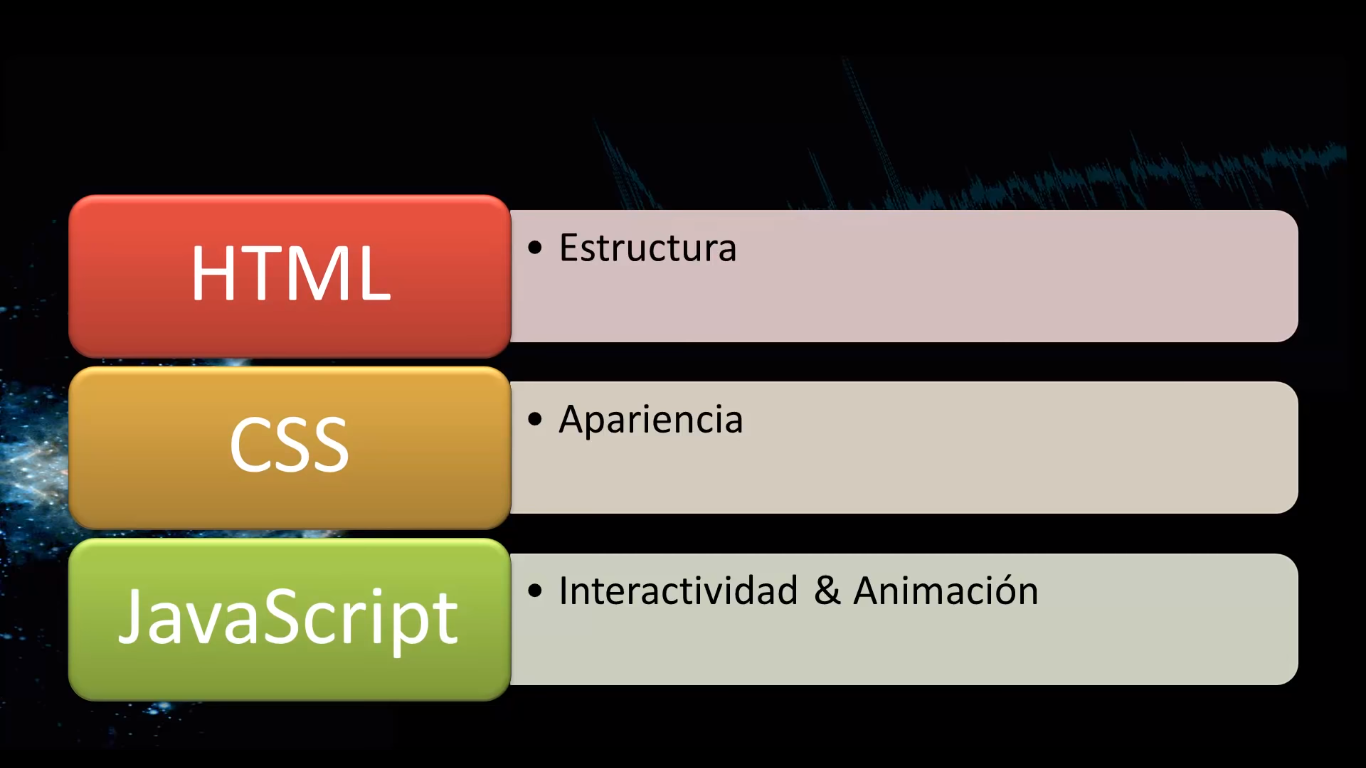 HTML
• Estructura
CSS
• Apariencia
JavaScript
• Interactividad & Animación